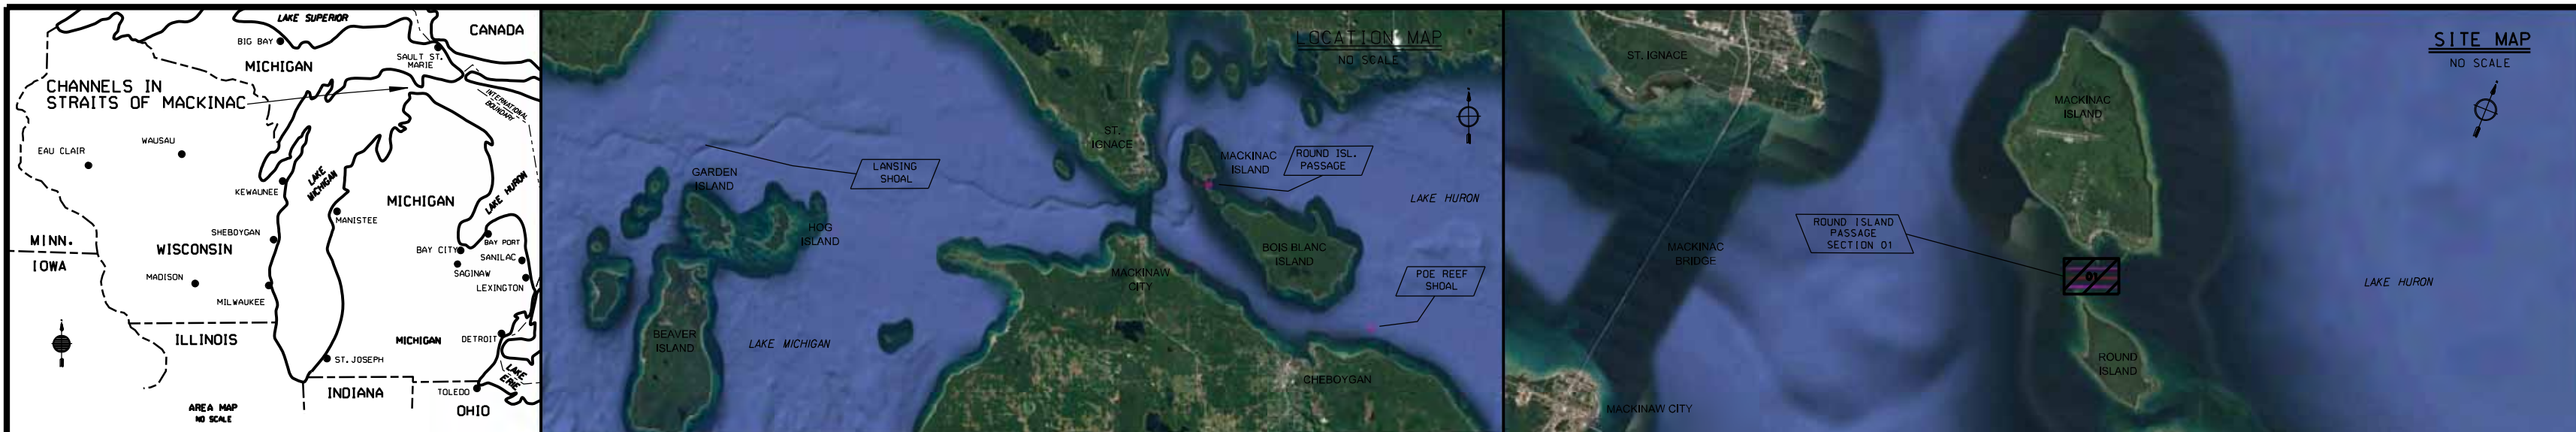 LAKE SUPERIOR
CANADA
BIG BAY
SAULT ST.
MARIE
MICHIGAN
CHANNELS IN
STRAITS OF MACKINAC
INTERNATIONAL
BOUNDARY
WAUSAU
EAU CLAIR
KEWAUNEE
LAKE
MICHIGAN
MICHIGAN
LAKE HURON
MANISTEE
SHEBOYGAN
MINN.
WISCONSIN
BAY CITY
BAY PORT
IOWA
SANILAC
SAGINAW
MADISON
LEXINGTON
MILWAUKEE
ILLINOIS
MICHIGAN
DETROIT
ST. JOSEPH
LAKE
ERIE
INDIANA
TOLEDO
OHIO
AREA MAP
NO SCALE
LOCATION MAP
NO SCALE
ST.
IGNACE
LANSING
SHOAL
GARDEN
ISLAND
MACKINAC
ISLAND
ROUND ISL.
PASSAGE
LAKE HURON
HOG
ISLAND
BOIS BLANC
ISLAND
MACKINAW
CITY
POE REEF
SHOAL
BEAVER
ISLAND
LAKE MICHIGAN
CHEBOYGAN
SITE MAP
NO SCALE
ST. IGNACE
MACKINAC
ISLAND
ROUND ISLAND
PASSAGE
SECTION 01
MACKINAC
BRIDGE
01
LAKE HURON
ROUND
ISLAND
MACKINAW CITY